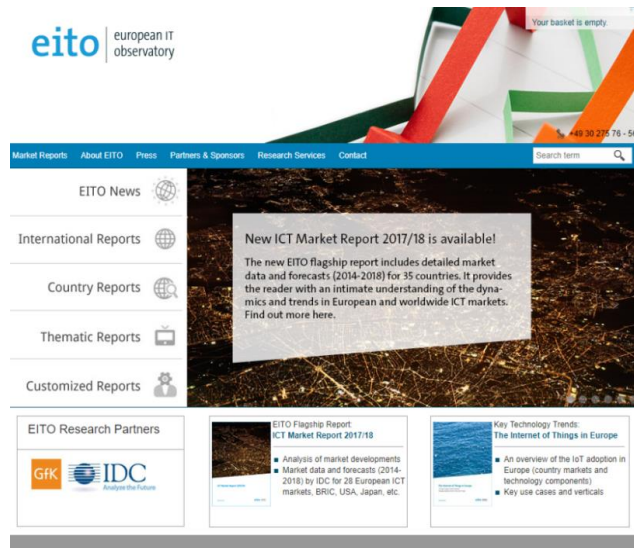 Your basket is empty.
eito
european IT
observatory
+49 30 275 76 - 5
Market Reports About EITO Press Partners & Sponsors Research Services Contact
Search term
EITO News
International Reports
Country Reports
Thematic Reports
Customized Reports
New ICT Market Report 2017/18 is available!
The new EITO flagship report includes detailed market
data and forecasts (2014-2018) for 35 countries. It provides
the reader with an intimate understanding of the dyna-
mics and trends in European and worldwide ICT markets.
Find out more here.
EITO Research Partners
GfK
IDC
Analyze the Future
EITO Flagship Report:
ICT Market Report 2017/18
Analysis of market developments
Market data and forecasts (2014-
2018) by IDC for 28 European ICT
markets, BRIC, USA, Japan, etc.
Key Technology Trends:
The Internet of Things in Europe
An overview of the IoT adoption in
Europe (country markets and
technology components)
Key use cases and verticals